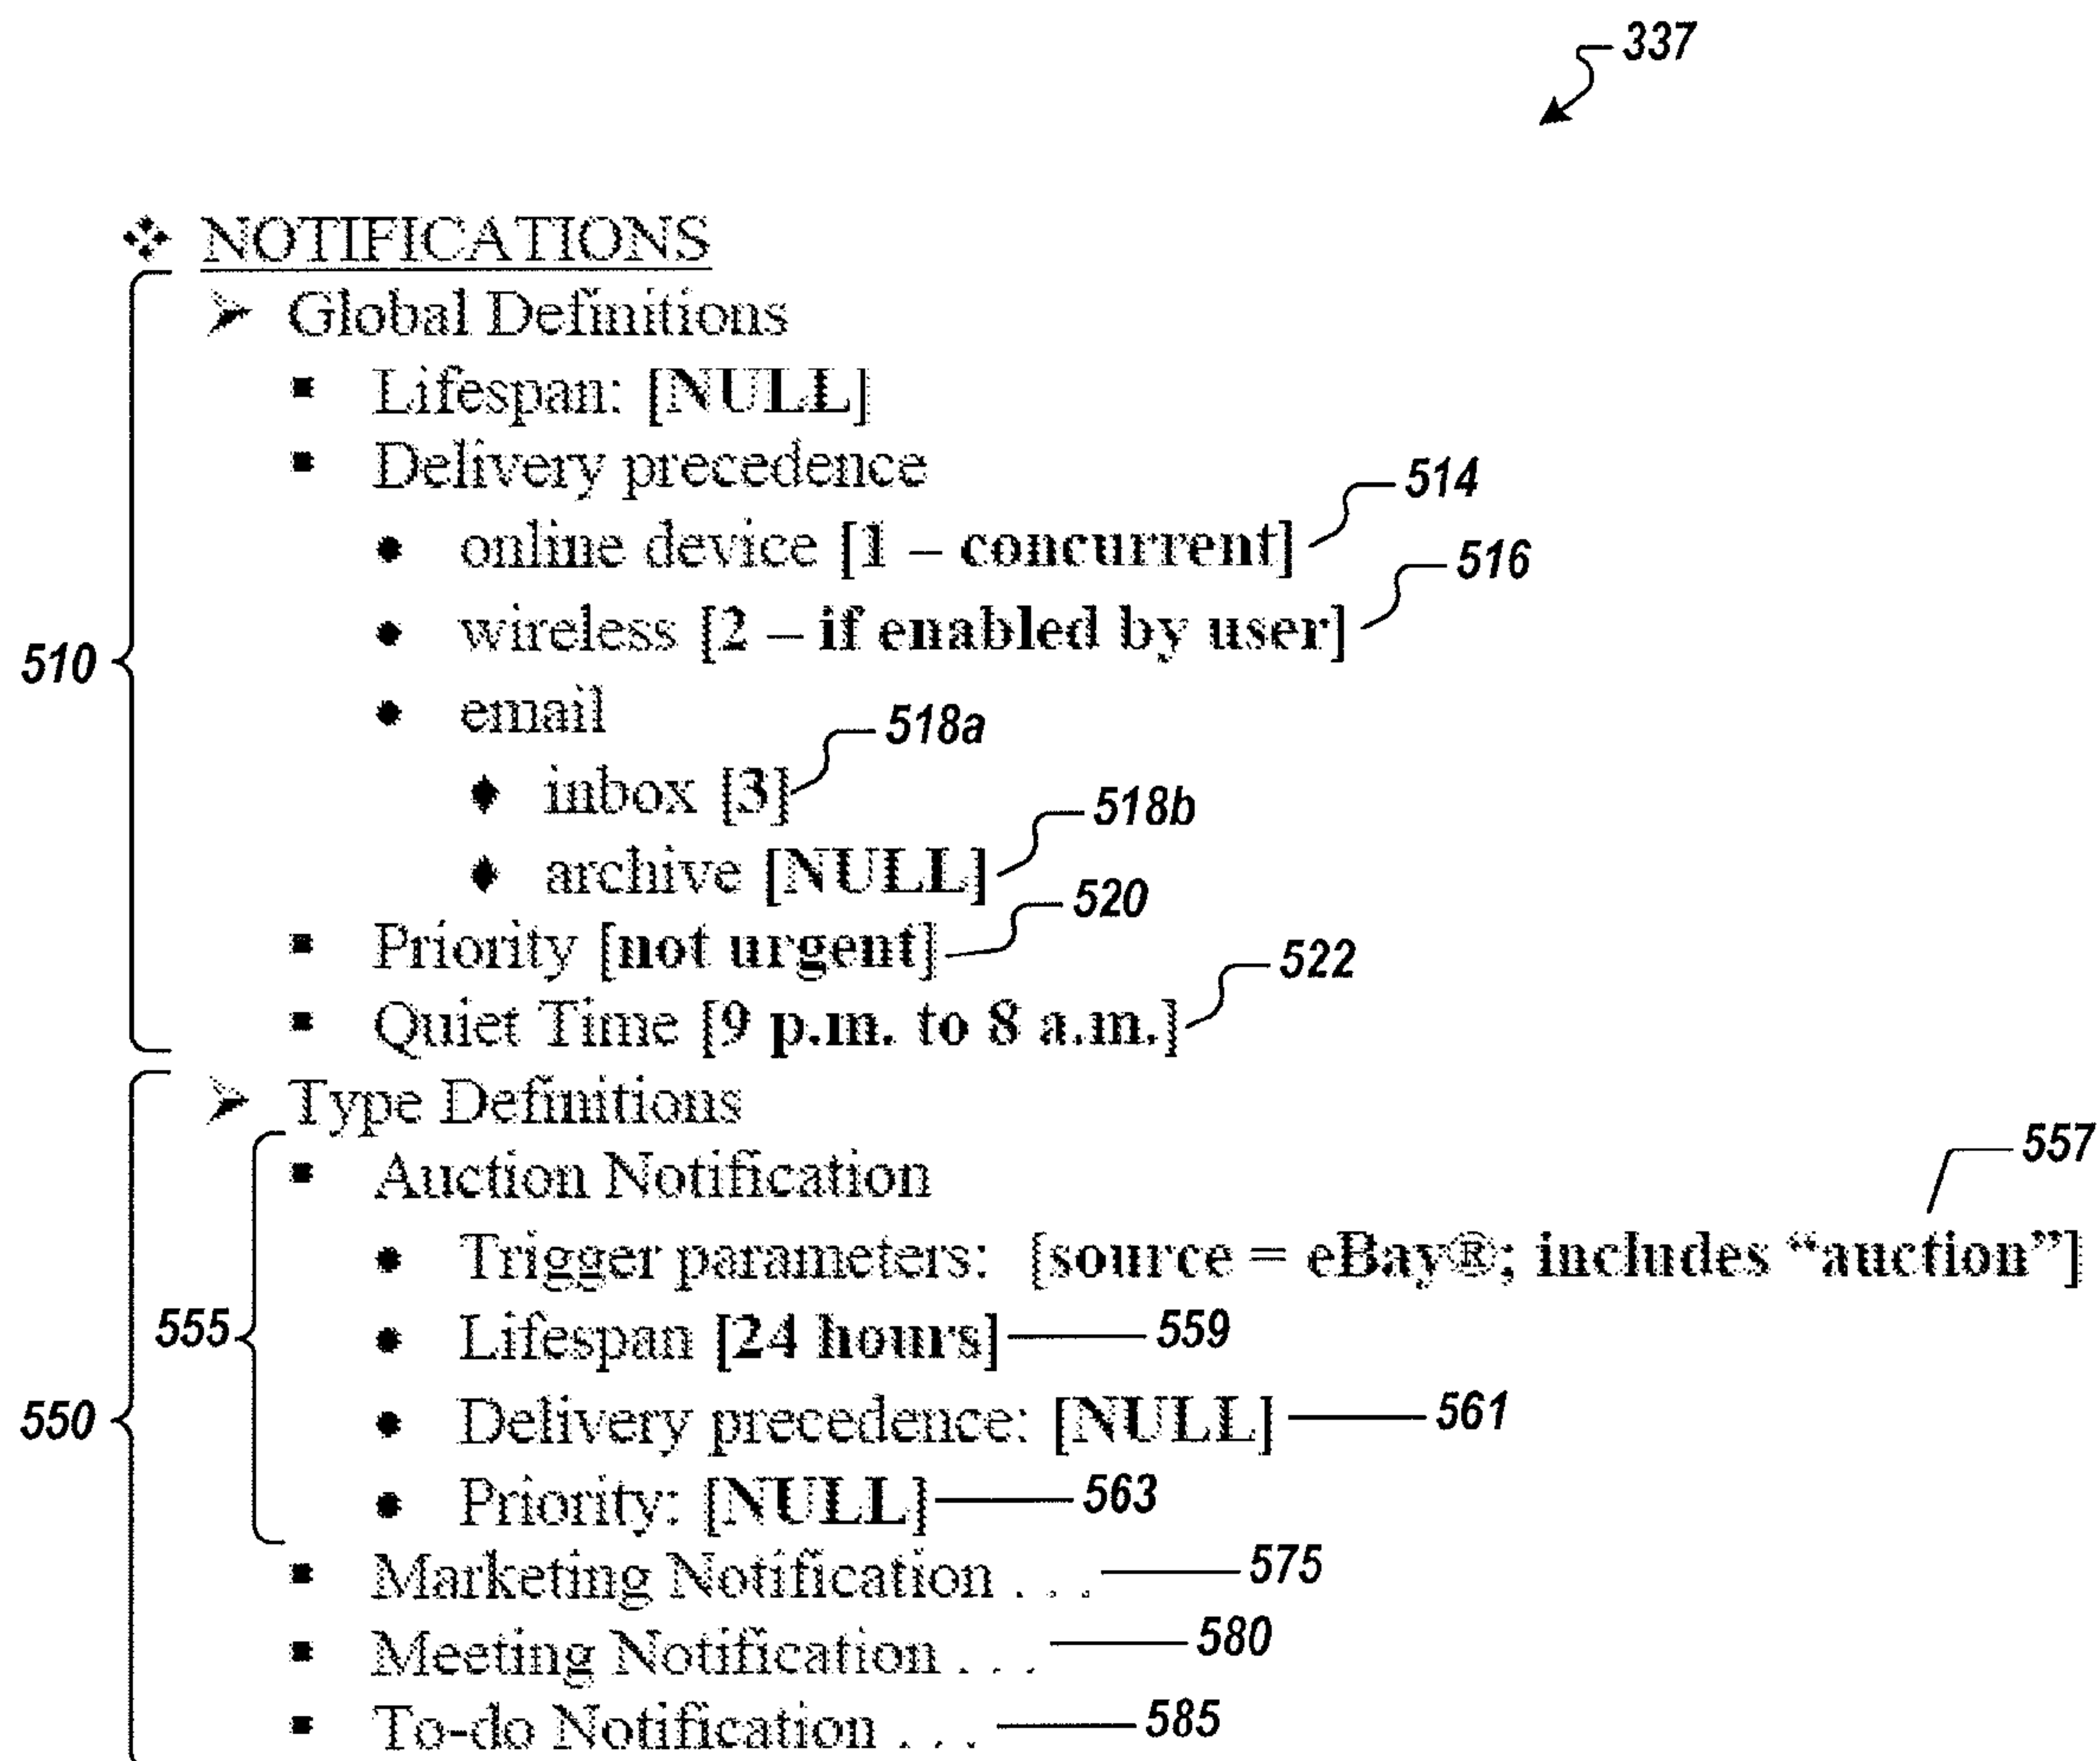 337
❖ NOTIFICATIONS
➢ Global Definitions
▪ Lifespan: [NULL]
▪ Delivery precedence
• online device [1 – concurrent] 514
• wireless [2 – if enabled by user] 516
510
• email
♦ inbox [3] 518a
♦ archive [NULL] 518b
▪ Priority [not urgent] 520
▪ Quiet Time [9 p.m. to 8 a.m.] 522
➢ Type Definitions
▪ Auction Notification
557
• Trigger parameters: [source = eBay®; includes “auction”]
555 • Lifespan [24 hours] 559
550 • Delivery precedence: [NULL] 561
• Priority: [NULL] 563
▪ Marketing Notification . . . 575
▪ Meeting Notification . . . 580
▪ To-do Notification . . . 585